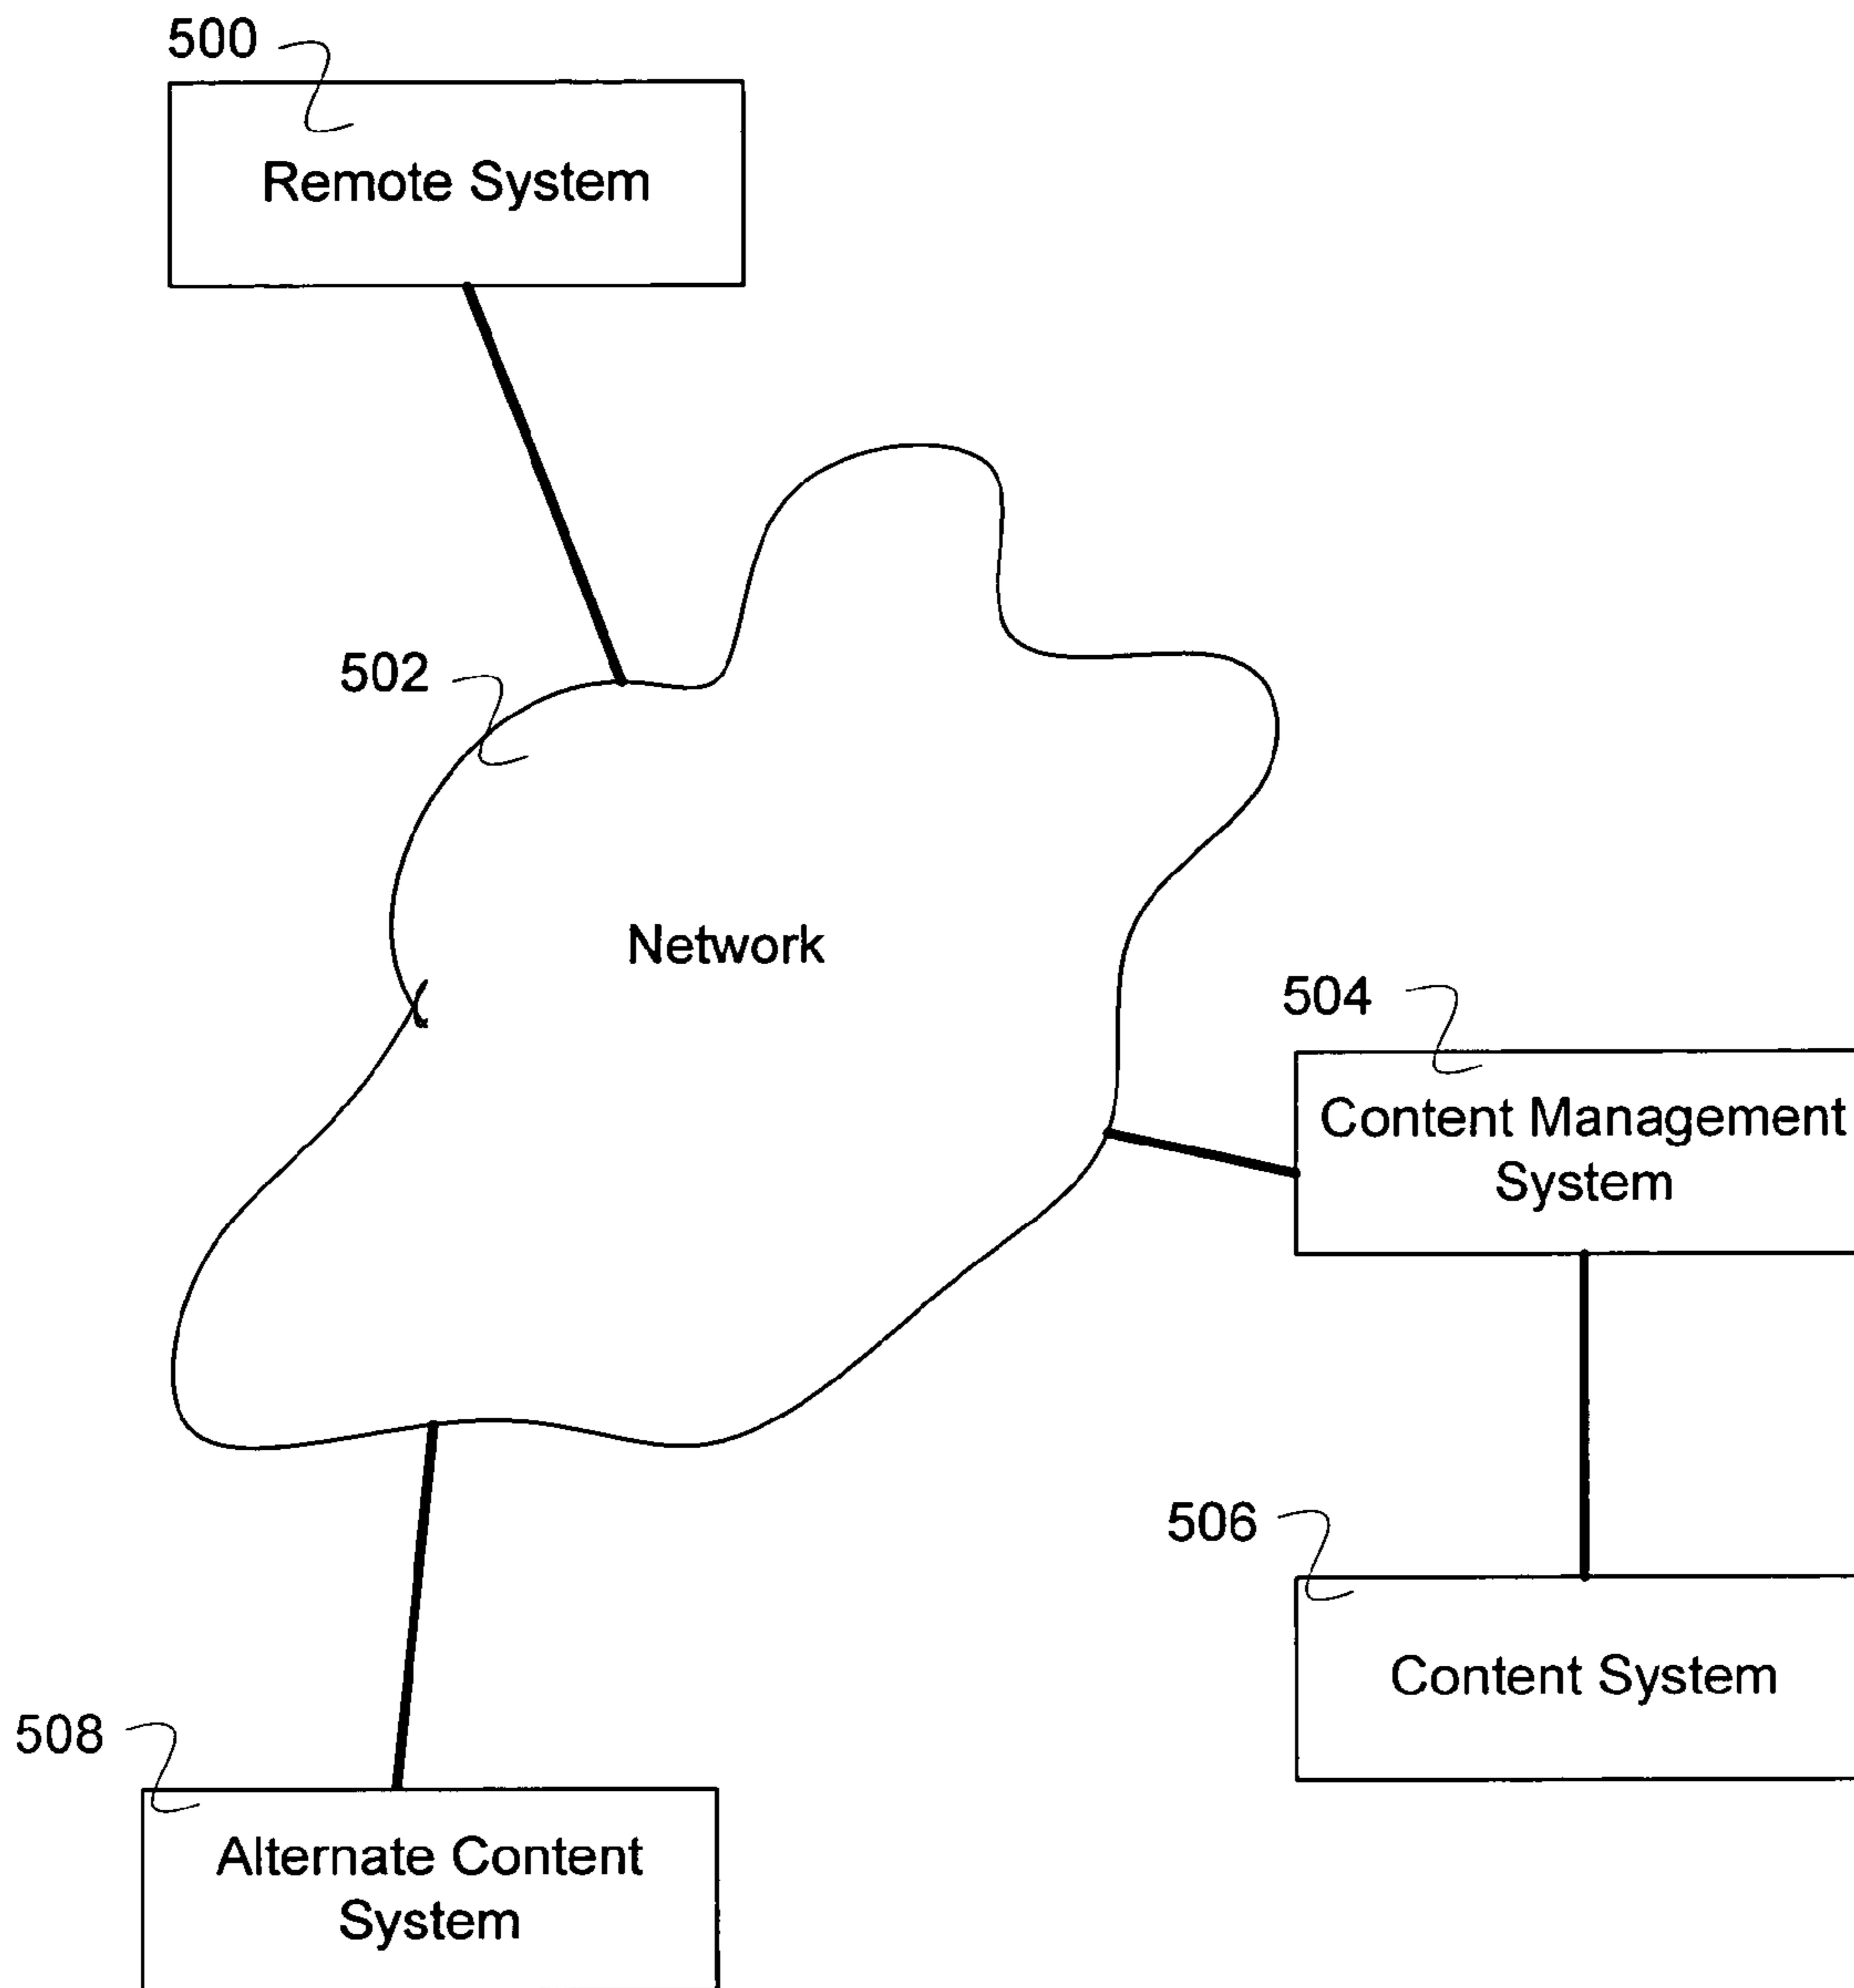 500
Remote System
502
Network
504
Content Management
System
506
Content System
508
Alternate Content
System